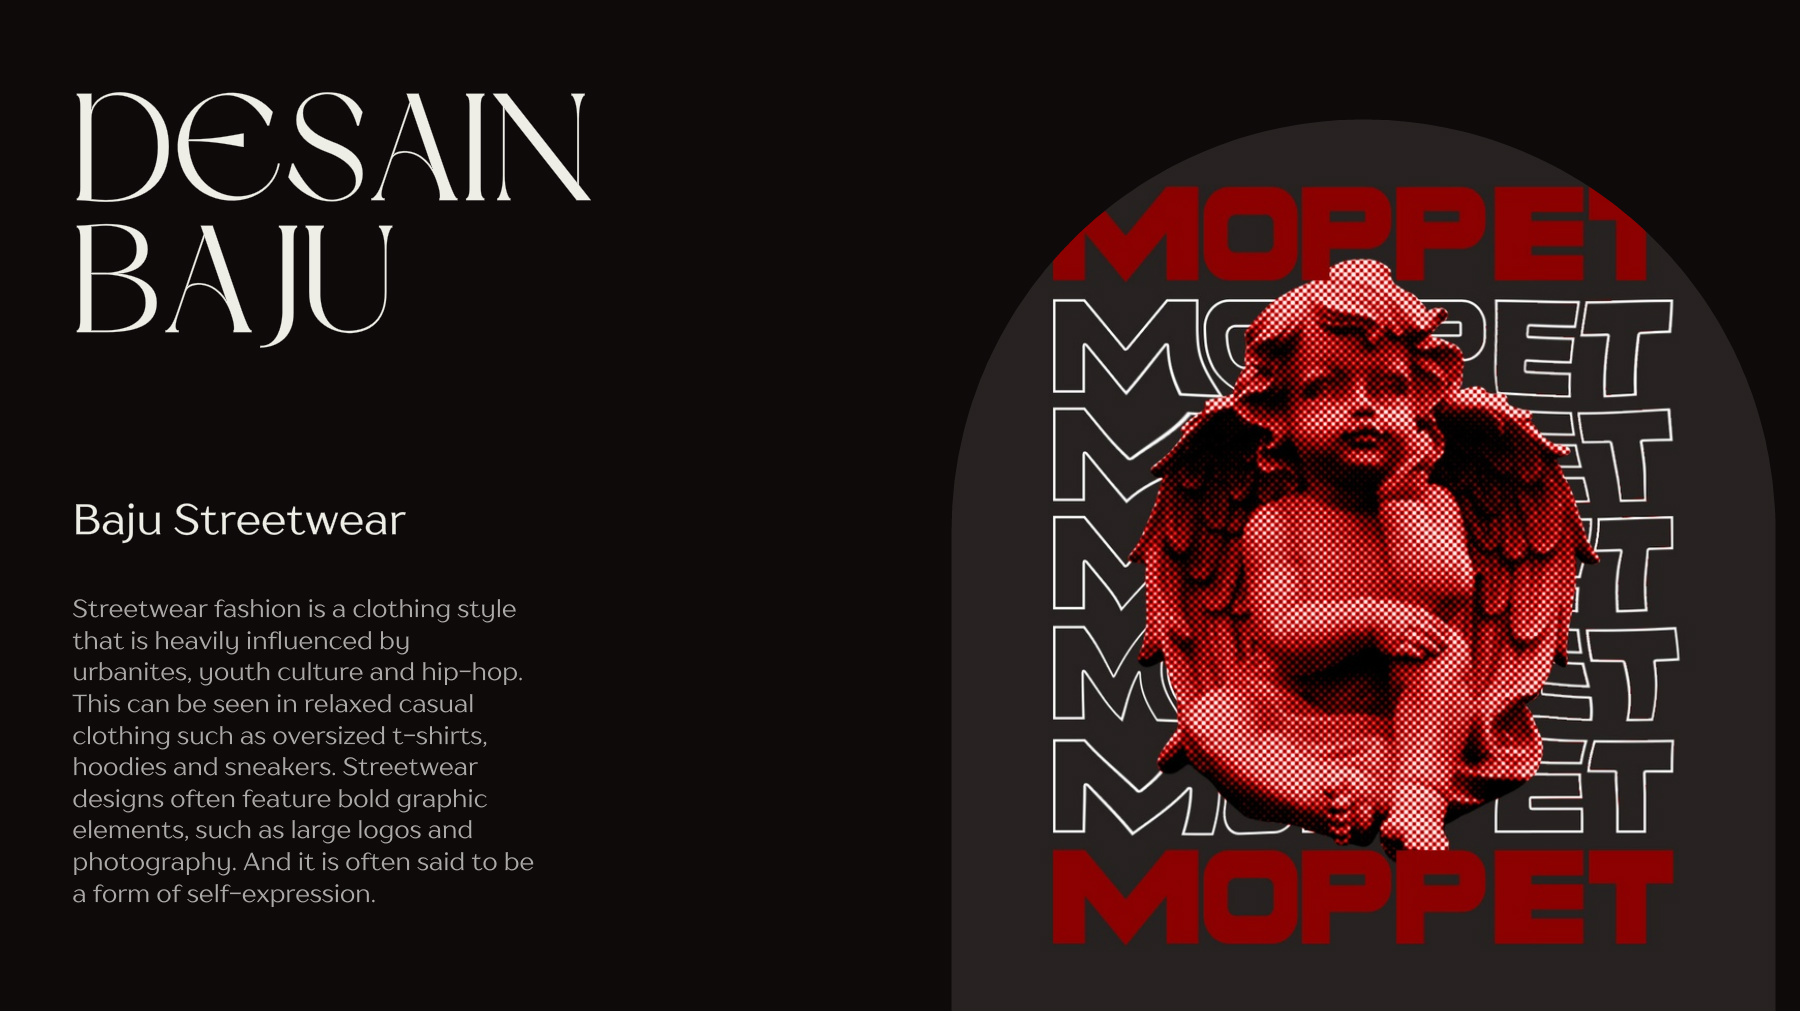 DESAIN
BAJU
Baju Streetwear
Streetwear fashion is a clothing style
that is heavily influenced by
urbanites, youth culture and hip-hop.
This can be seen in relaxed casual
clothing such as oversized t-shirts,
hoodies and sneakers. Streetwear
designs often feature bold graphic
elements, such as large logos and
photography. And it is often said to be
a form of self-expression.
MOPPET
MOPPET
MOPPET
MOPPET
MOPPET
MOPPET
MOPPET